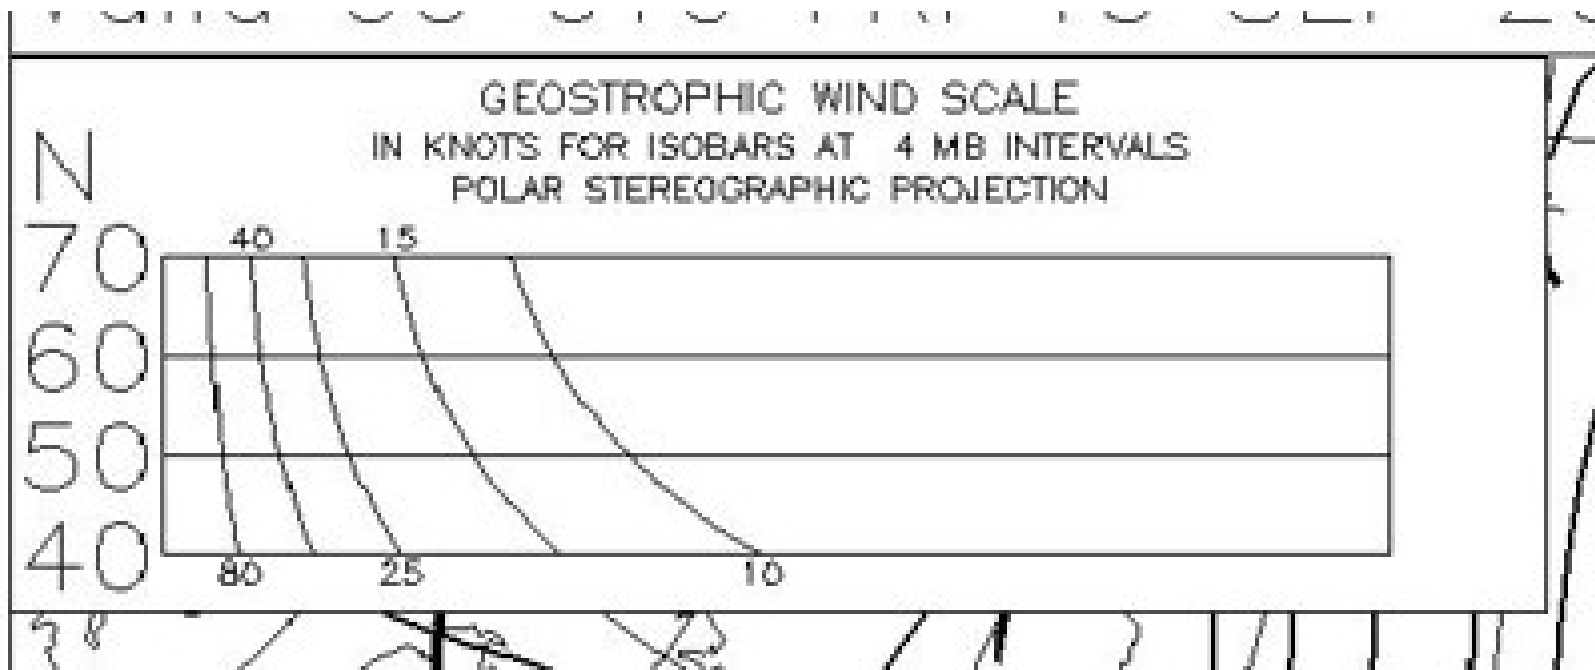 GEOSTROPHIC WIND SCALE
IN KNOTS FOR ISOBARS AT 4 MB INTERVALS
POLAR STEREOGRAPHIC PROJECTION
N
40 15
70
60
50
40
80 25 10